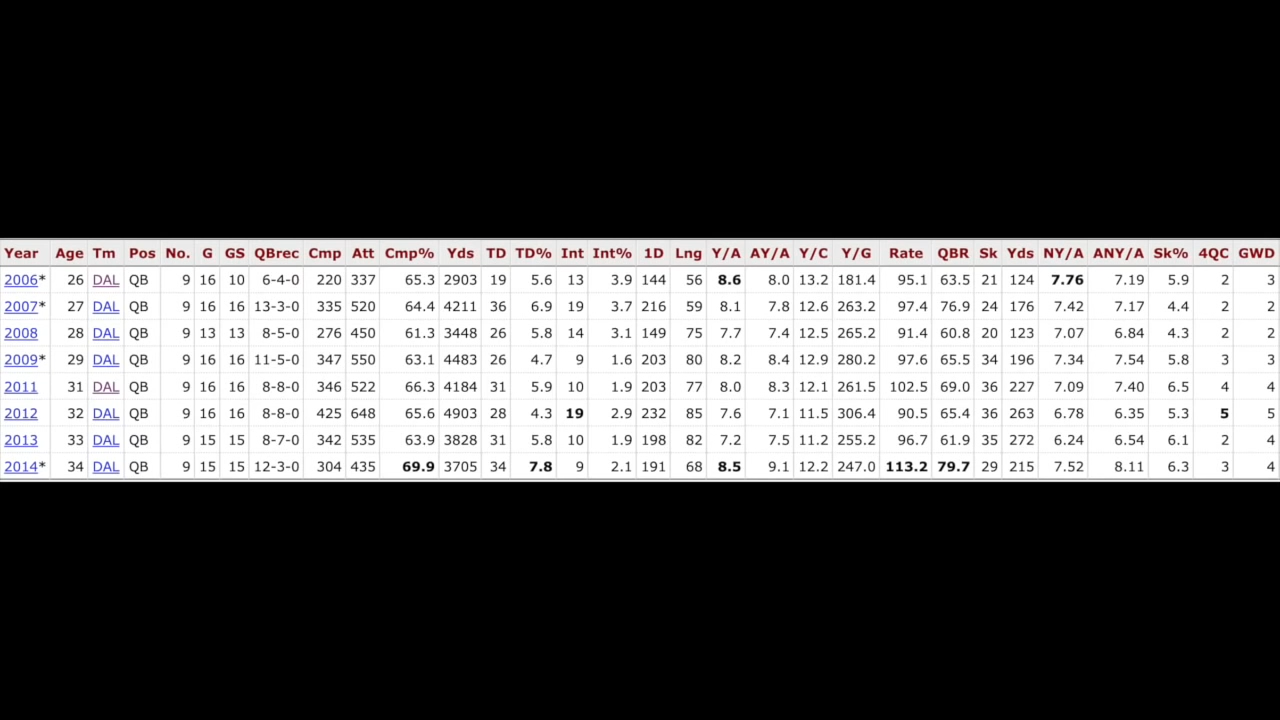 Year Age Tm Pos No. G GS QBrec Cmp Att Cmp% Yds TD TD% Int Int% 1D Lng Y/A AY/A Y/C Y/G Rate QBR Sk Yds NY/A ANY/A Sk% 4QC GWD
2006* 26 DAL QB 9 16 10 6-4-0 220 337 65.3 2903 19 5.6 13 3.9 144 56 8.6 8.0 13.2 181.4 95.1 63.5 21 124 7.76 7.19 5.9 2 3
2007* 27 DAL QB 9 16 16 13-3-0 335 520 64.4 4211 36 6.9 19 3.7 216 59 8.1 7.8 12.6 263.2 97.4 76.9 24 176 7.42 7.17 4.4 2 2
2008 28 DAL QB 9 13 13 8-5-0 276 450 61.3 3448 26 5.8 14 3.1 149 75 7.7 7.4 12.5 265.2 91.4 60.8 20 123 7.07 6.84 4.3 2 2
2009* 29 DAL QB 9 16 16 11-5-0 347 550 63.1 4483 26 4.7 9 1.6 203 80 8.2 8.4 12.9 280.2 97.6 65.5 34 196 7.34 7.54 5.8 3 3
2011 31 DAL QB 9 16 16 8-8-0 346 522 66.3 4184 31 5.9 10 1.9 203 77 8.0 8.3 12.1 261.5 102.5 69.0 36 227 7.09 7.40 6.5 4 4
2012 32 DAL QB 9 16 16 8-8-0 425 648 65.6 4903 28 4.3 19 2.9 232 85 7.6 7.1 11.5 306.4 90.5 65.4 36 263 6.78 6.35 5.3 5 5
2013 33 DAL QB 9 15 15 8-7-0 342 535 63.9 3828 31 5.8 10 1.9 198 82 7.2 7.5 11.2 255.2 96.7 61.9 35 272 6.24 6.54 6.1 2 4
2014* 34 DAL QB 9 15 15 12-3-0 304 435 69.9 3705 34 7.8 9 2.1 191 68 8.5 9.1 12.2 247.0 113.2 79.7 29 215 7.52 8.11 6.3 3 4